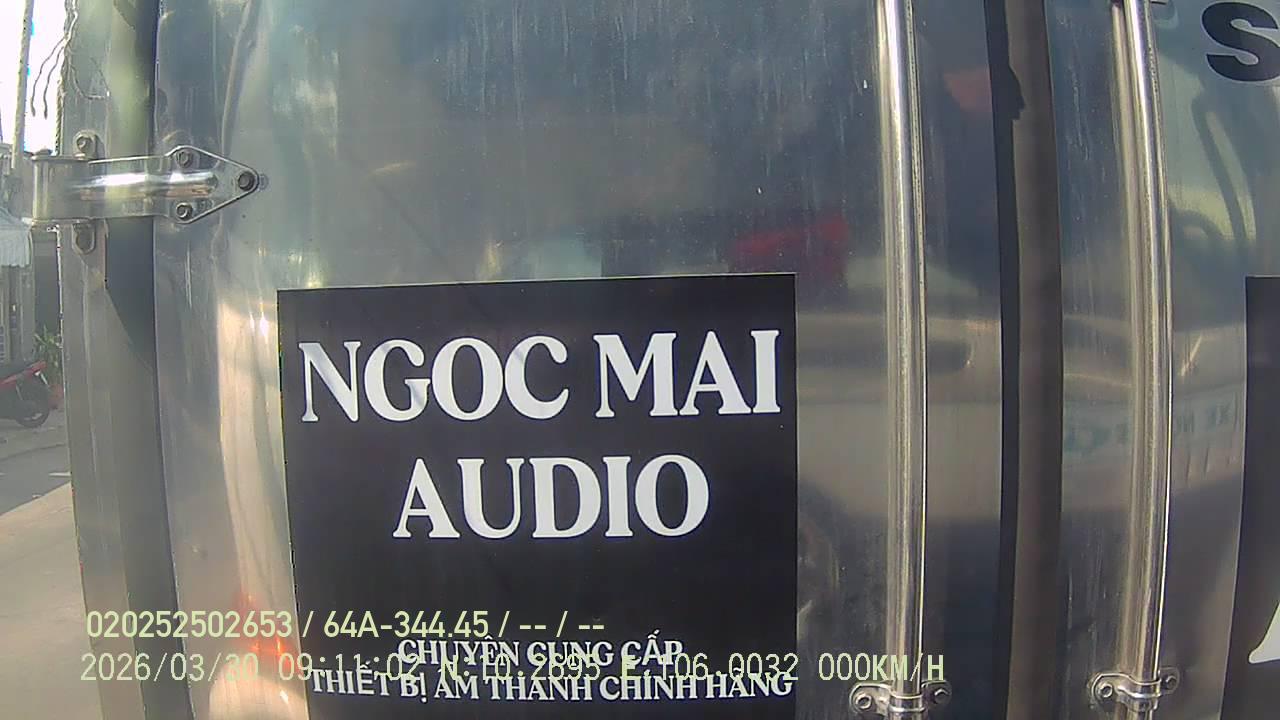 S
NGOC MAI
AUDIO
CHUYÊN CUNG CẤP
THIẾT BỊ ÂM THANH CHÍNH HÃNG
020252502653 / 64A-344.45 / -- / --
2026/03/30 09:11:02 N:10.2695 E:106.0032 000KM/H